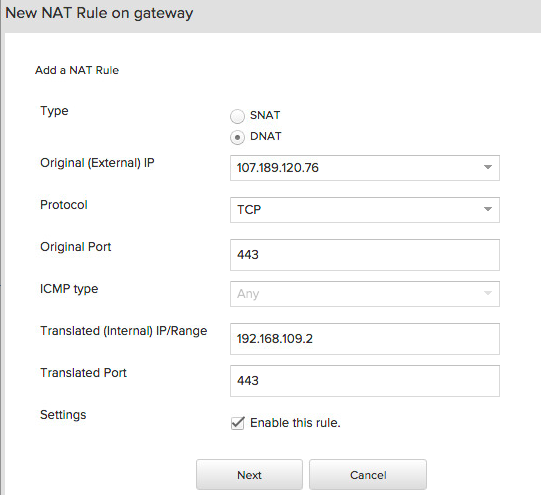 New NAT Rule on gateway
Add a NAT Rule
Type
SNAT
DNAT
Original (External) IP
107.189.120.76
Protocol
TCP
Original Port
443
ICMP type
Any
Translated (Internal) IP/Range
192.168.109.2
Translated Port
443
Settings
Enable this rule.
Next
Cancel